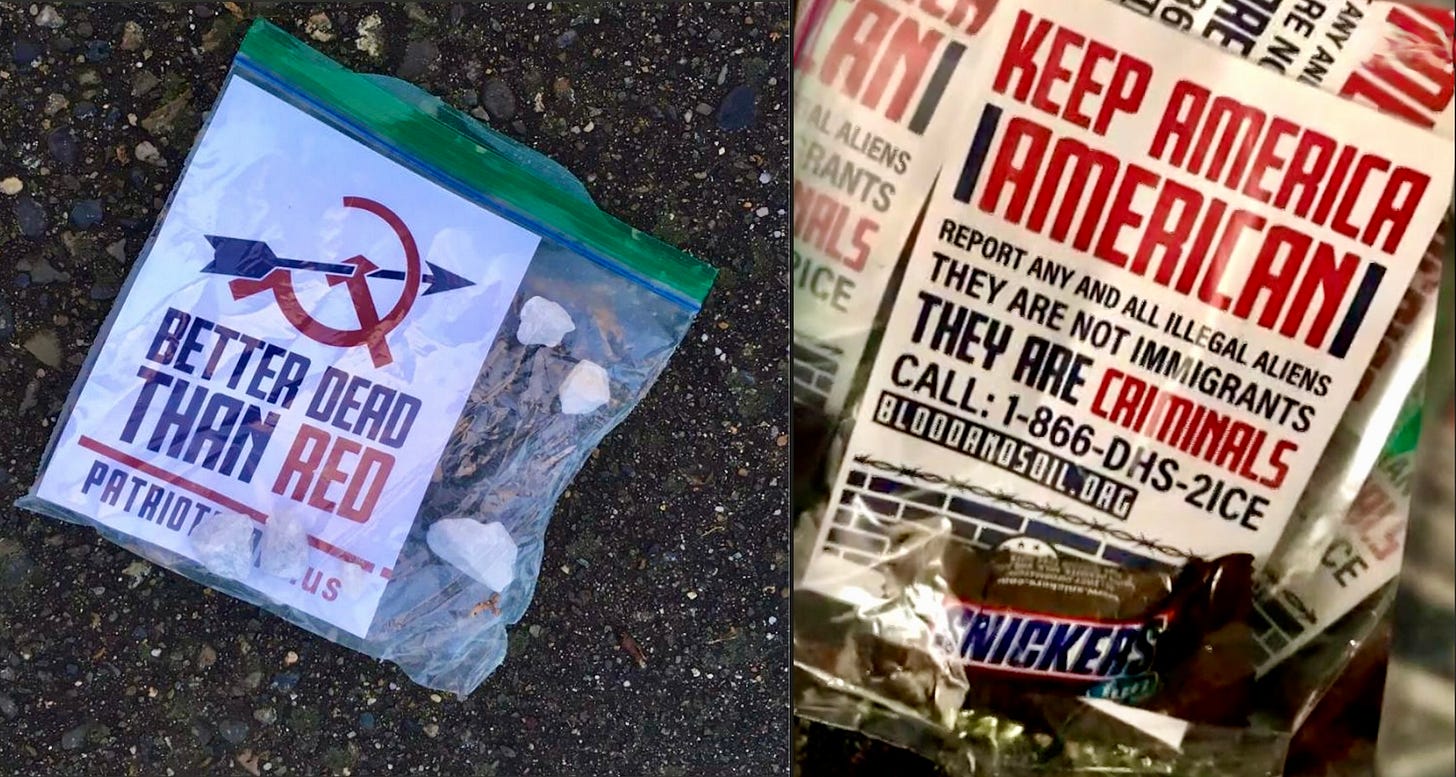 BETTER DEAD
THAN RED
.us
KEEP AMERICA
AMERICAN
REPORT ANY AND ALL ILLEGAL ALIENS
THEY ARE NOT IMMIGRANTS
THEY ARE CRIMINALS
CALL: 1-866-DHS-2ICE
BLOODANDSOIL.ORG
SNICKERS